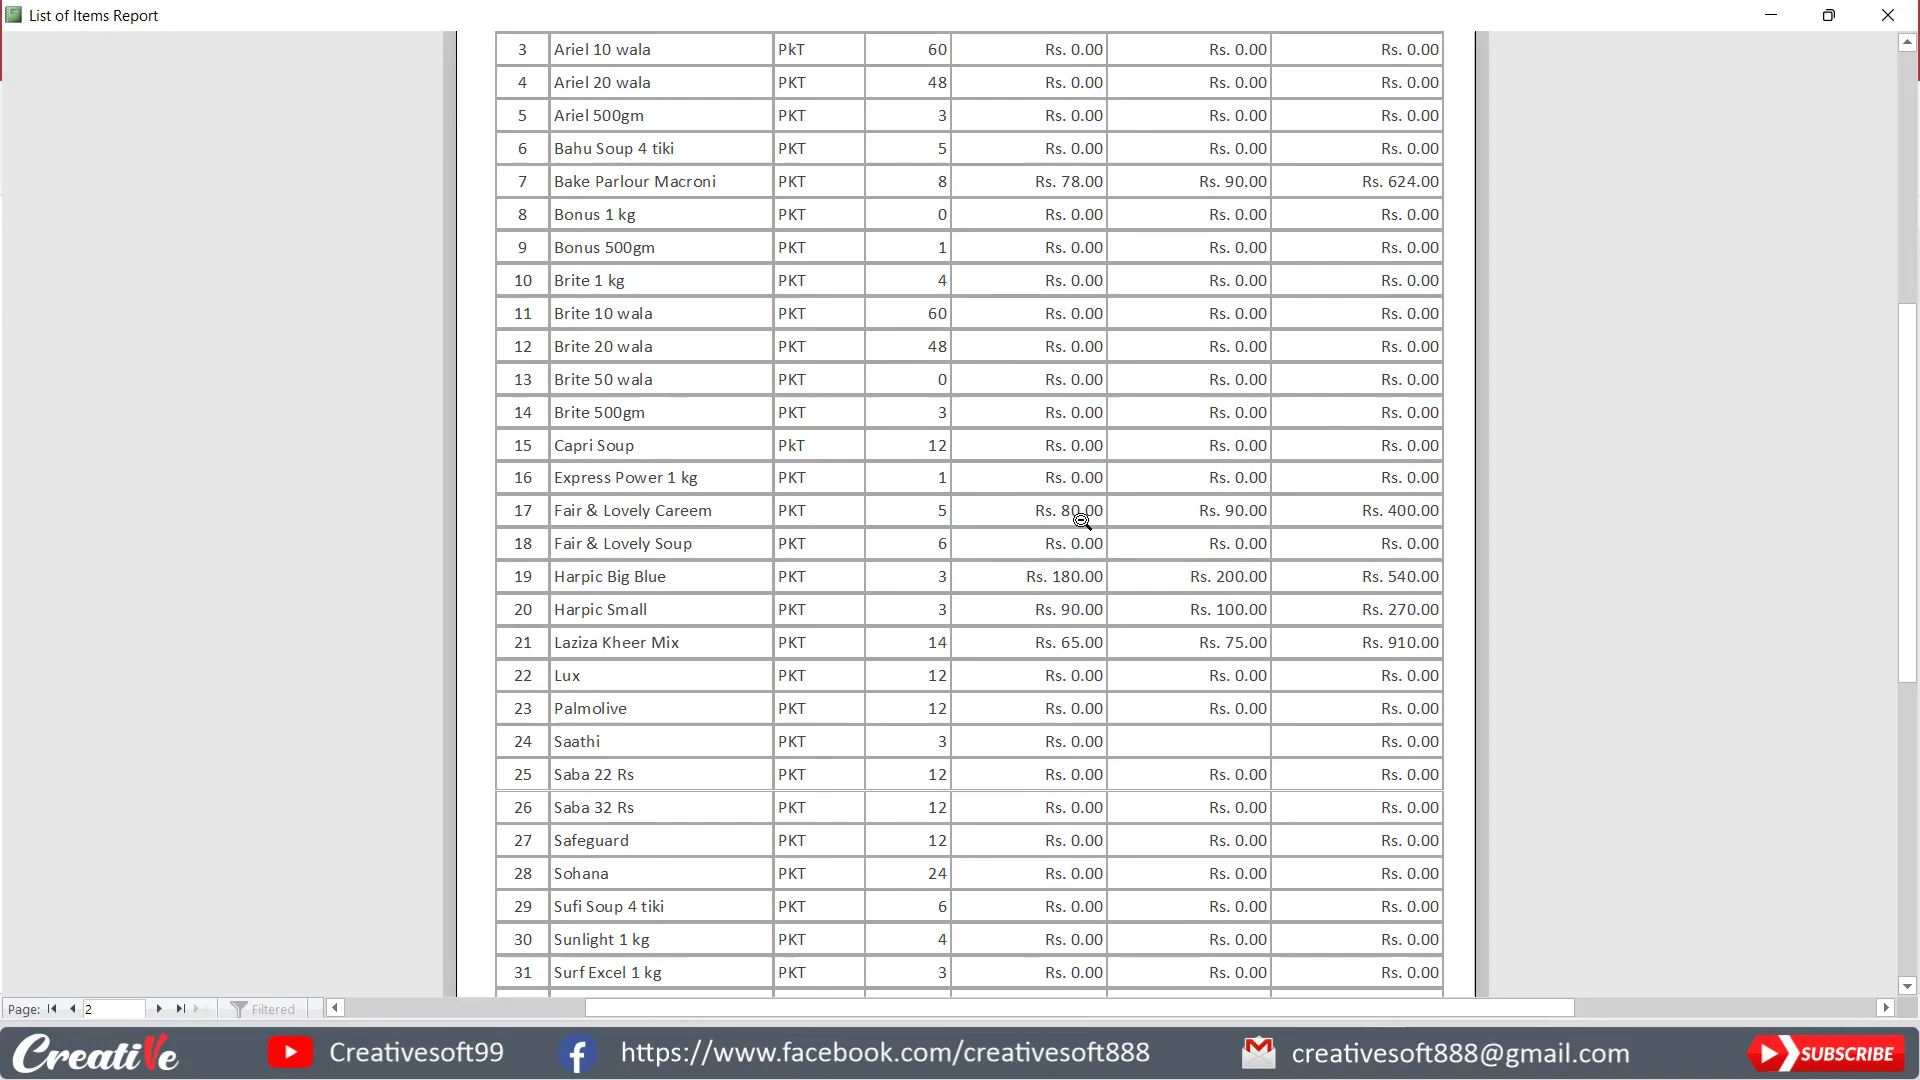 List of Items Report
3 Ariel 10 wala PkT 60 Rs. 0.00 Rs. 0.00 Rs. 0.00
4 Ariel 20 wala PKT 48 Rs. 0.00 Rs. 0.00 Rs. 0.00
5 Ariel 500gm PKT 3 Rs. 0.00 Rs. 0.00 Rs. 0.00
6 Bahu Soup 4 tiki PKT 5 Rs. 0.00 Rs. 0.00 Rs. 0.00
7 Bake Parlour Macroni PKT 8 Rs. 78.00 Rs. 90.00 Rs. 624.00
8 Bonus 1 kg PKT 0 Rs. 0.00 Rs. 0.00 Rs. 0.00
9 Bonus 500gm PKT 1 Rs. 0.00 Rs. 0.00 Rs. 0.00
10 Brite 1 kg PKT 4 Rs. 0.00 Rs. 0.00 Rs. 0.00
11 Brite 10 wala PKT 60 Rs. 0.00 Rs. 0.00 Rs. 0.00
12 Brite 20 wala PKT 48 Rs. 0.00 Rs. 0.00 Rs. 0.00
13 Brite 50 wala PKT 0 Rs. 0.00 Rs. 0.00 Rs. 0.00
14 Brite 500gm PKT 3 Rs. 0.00 Rs. 0.00 Rs. 0.00
15 Capri Soup PkT 12 Rs. 0.00 Rs. 0.00 Rs. 0.00
16 Express Power 1 kg PKT 1 Rs. 0.00 Rs. 0.00 Rs. 0.00
17 Fair & Lovely Careem PKT 5 Rs. 80.00 Rs. 90.00 Rs. 400.00
18 Fair & Lovely Soup PKT 6 Rs. 0.00 Rs. 0.00 Rs. 0.00
19 Harpic Big Blue PKT 3 Rs. 180.00 Rs. 200.00 Rs. 540.00
20 Harpic Small PKT 3 Rs. 90.00 Rs. 100.00 Rs. 270.00
21 Laziza Kheer Mix PKT 14 Rs. 65.00 Rs. 75.00 Rs. 910.00
22 Lux PKT 12 Rs. 0.00 Rs. 0.00 Rs. 0.00
23 Palmolive PKT 12 Rs. 0.00 Rs. 0.00 Rs. 0.00
24 Saathi PKT 3 Rs. 0.00 Rs. 0.00
25 Saba 22 Rs PKT 12 Rs. 0.00 Rs. 0.00 Rs. 0.00
26 Saba 32 Rs PKT 12 Rs. 0.00 Rs. 0.00 Rs. 0.00
27 Safeguard PKT 12 Rs. 0.00 Rs. 0.00 Rs. 0.00
28 Sohana PKT 24 Rs. 0.00 Rs. 0.00 Rs. 0.00
29 Sufi Soup 4 tiki PKT 6 Rs. 0.00 Rs. 0.00 Rs. 0.00
30 Sunlight 1 kg PKT 4 Rs. 0.00 Rs. 0.00 Rs. 0.00
31 Surf Excel 1 kg PKT 3 Rs. 0.00 Rs. 0.00 Rs. 0.00
Page: 2 Filtered
CreatiVe Creativesoft99 https://www.facebook.com/creativesoft888 creativesoft888@gmail.com SUBSCRIBE